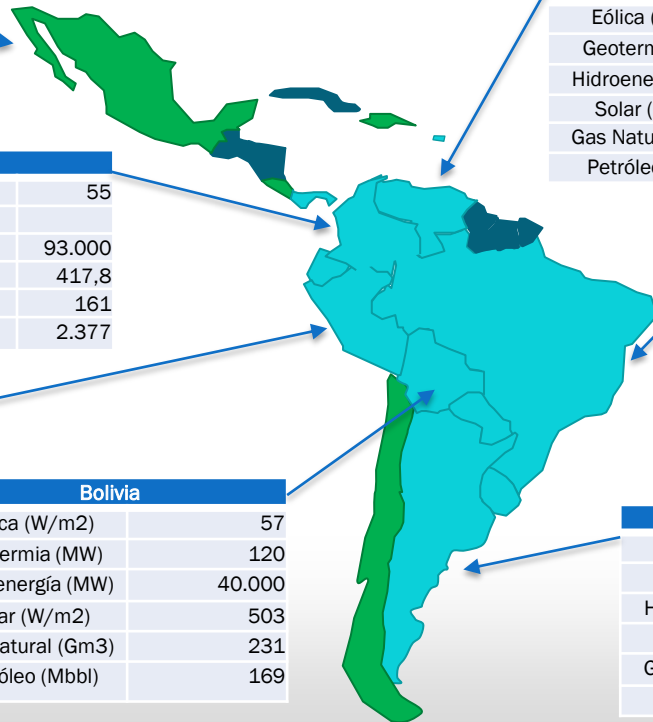 Eólica (
Geoterm
Hidroene
Solar (
Gas Natu
Petróleo
55
93.000
417,8
161
2.377
Bolivia
ca (W/m2) 57
ermia (MW) 120
energía (MW) 40.000
ar (W/m2) 503
atural (Gm3) 231
óleo (Mbbl) 169
H
G